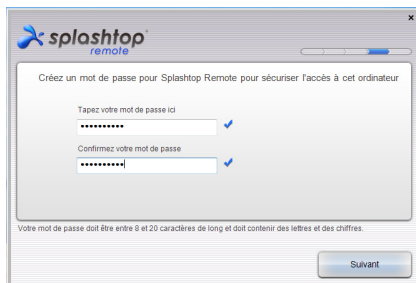 splashtop
remote
Créez un mot de passe pour Splashtop Remote pour sécuriser l'accès à cet ordinateur
Tapez votre mot de passe ici
••••••••••
Confirmez votre mot de passe
••••••••••
Votre mot de passe doit être entre 8 et 20 caractères de long et doit contenir des lettres et des chiffres.
Suivant